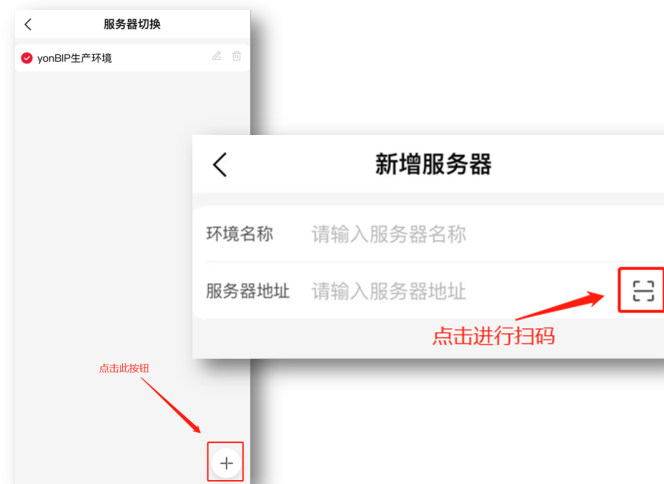 服务器切换
yonBIP生产环境
新增服务器
环境名称 请输入服务器名称
服务器地址 请输入服务器地址
点击进行扫码
点击此按钮